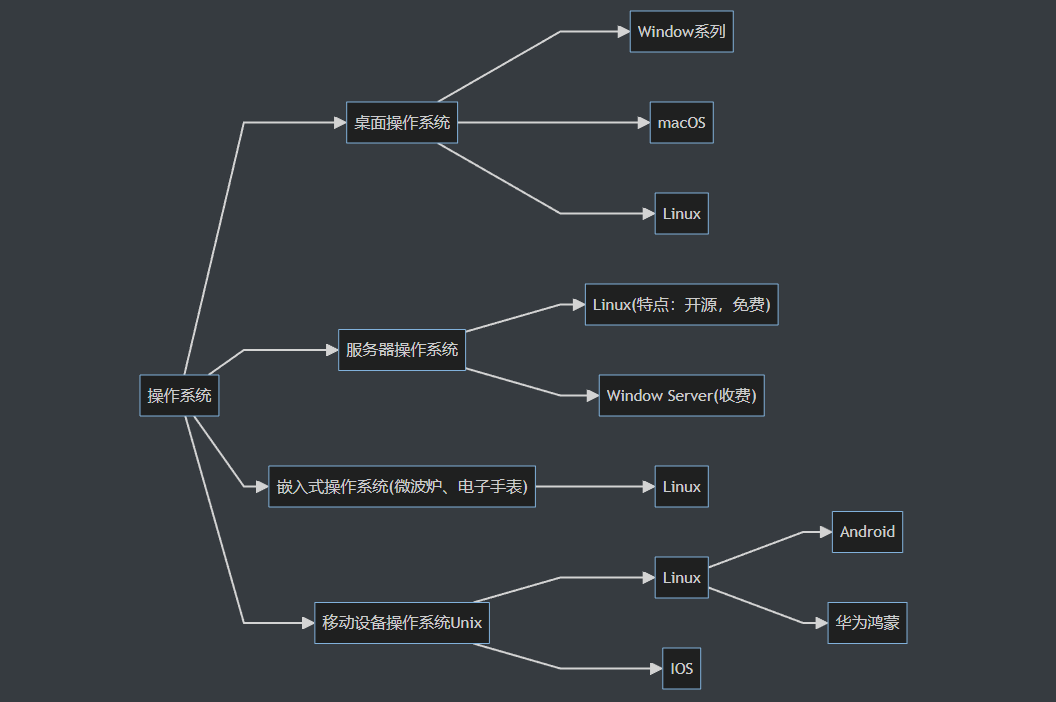 Window系列
桌面操作系统
macOS
Linux
Linux(特点：开源，免费)
服务器操作系统
操作系统
Window Server(收费)
嵌入式操作系统(微波炉、电子手表)
Linux
Android
Linux
移动设备操作系统Unix
华为鸿蒙
IOS